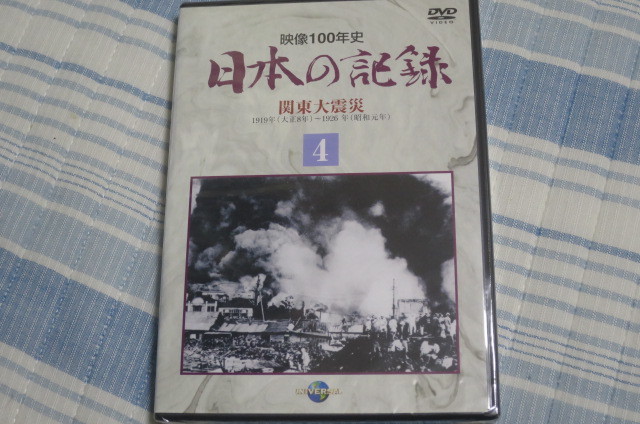 DVD
VIDEO
映像100年史
日本の記録
関東大震災
1919年(大正8年)〜1926年(昭和元年)
4
UNIVERSAL